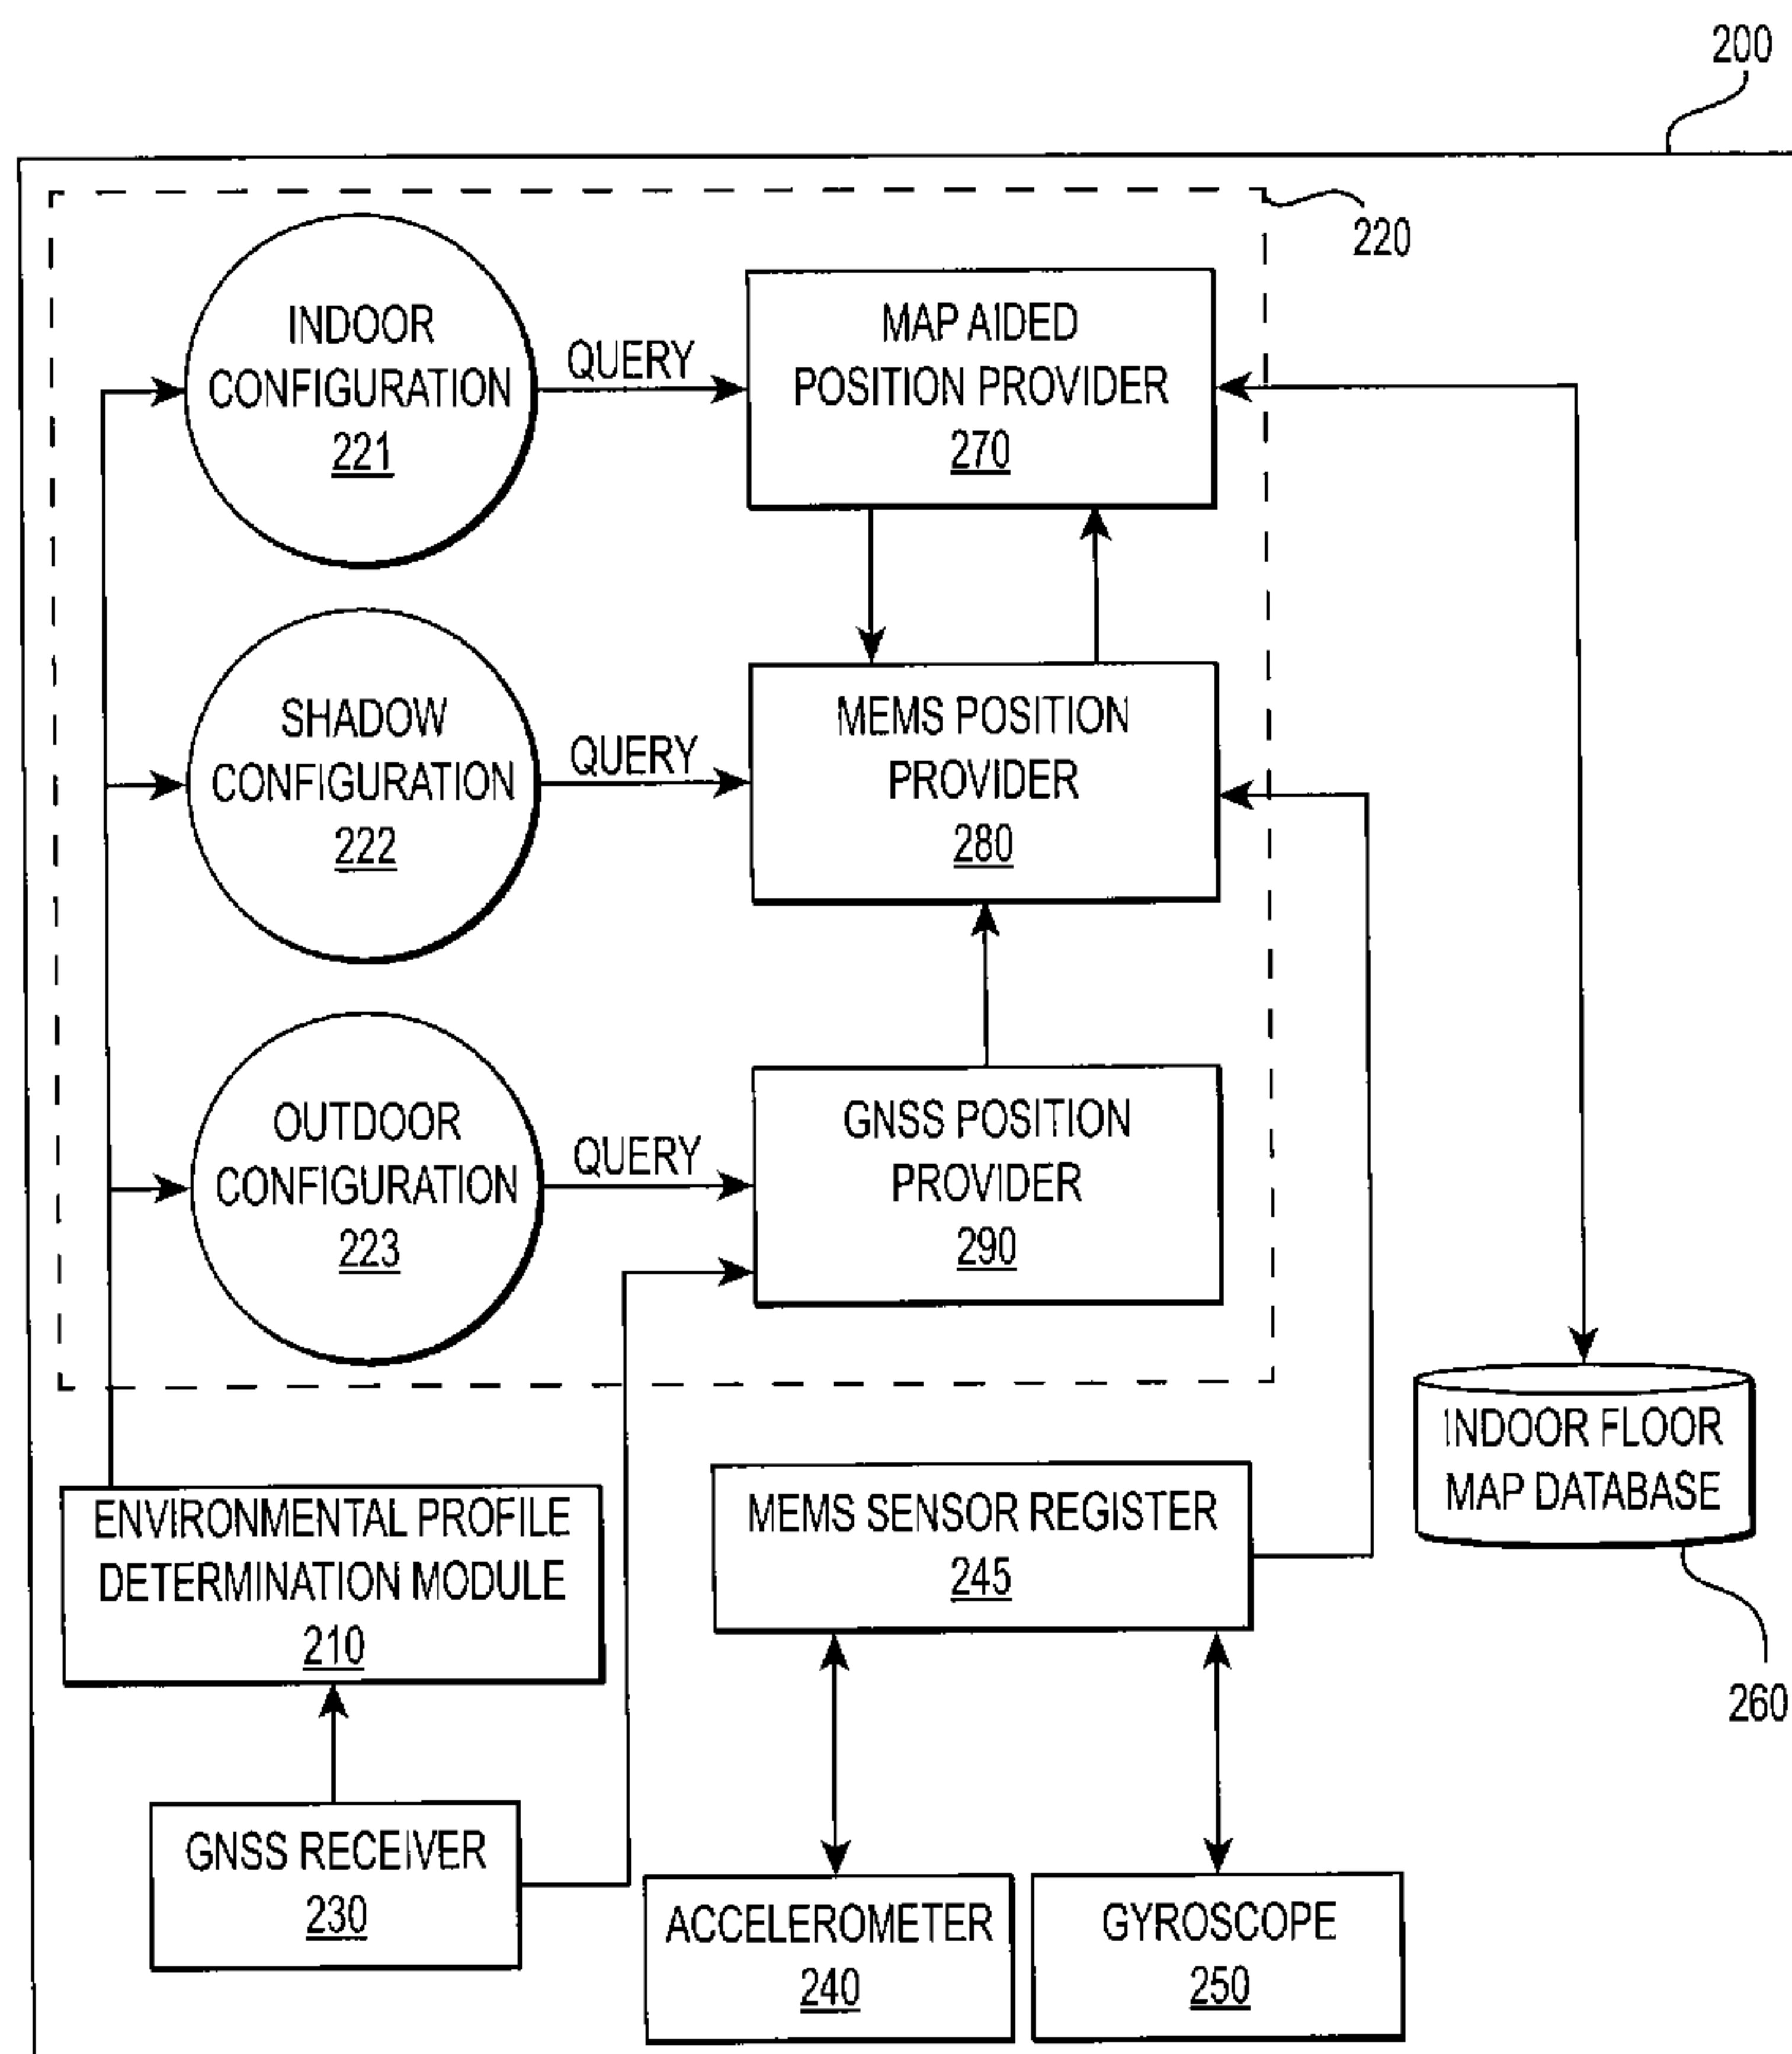 200
220
INDOOR
CONFIGURATION
221
QUERY
MAP AIDED
POSITION PROVIDER
270
SHADOW
CONFIGURATION
222
QUERY
MEMS POSITION
PROVIDER
280
OUTDOOR
CONFIGURATION
223
QUERY
GNSS POSITION
PROVIDER
290
INDOOR FLOOR
MAP DATABASE
260
ENVIRONMENTAL PROFILE
DETERMINATION MODULE
210
MEMS SENSOR REGISTER
245
GNSS RECEIVER
230
ACCELEROMETER
240
GYROSCOPE
250